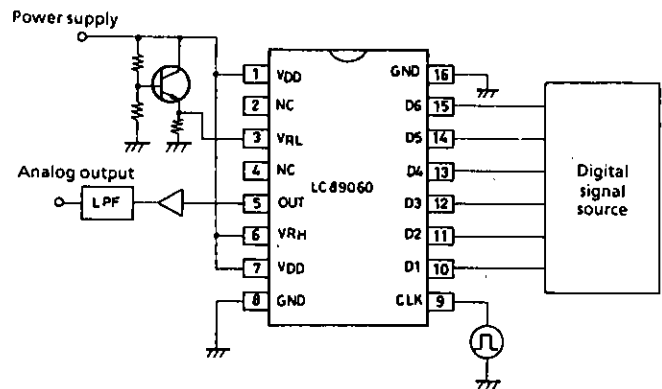 Power supply
1 VDD GND 16
2 NC D6 15
3 VRL D5 14
4 NC D4 13
Analog output
LPF
5 OUT D3 12
LC89060
6 VRH D2 11
7 VDD D1 10
8 GND CLK 9
Digital
signal
source